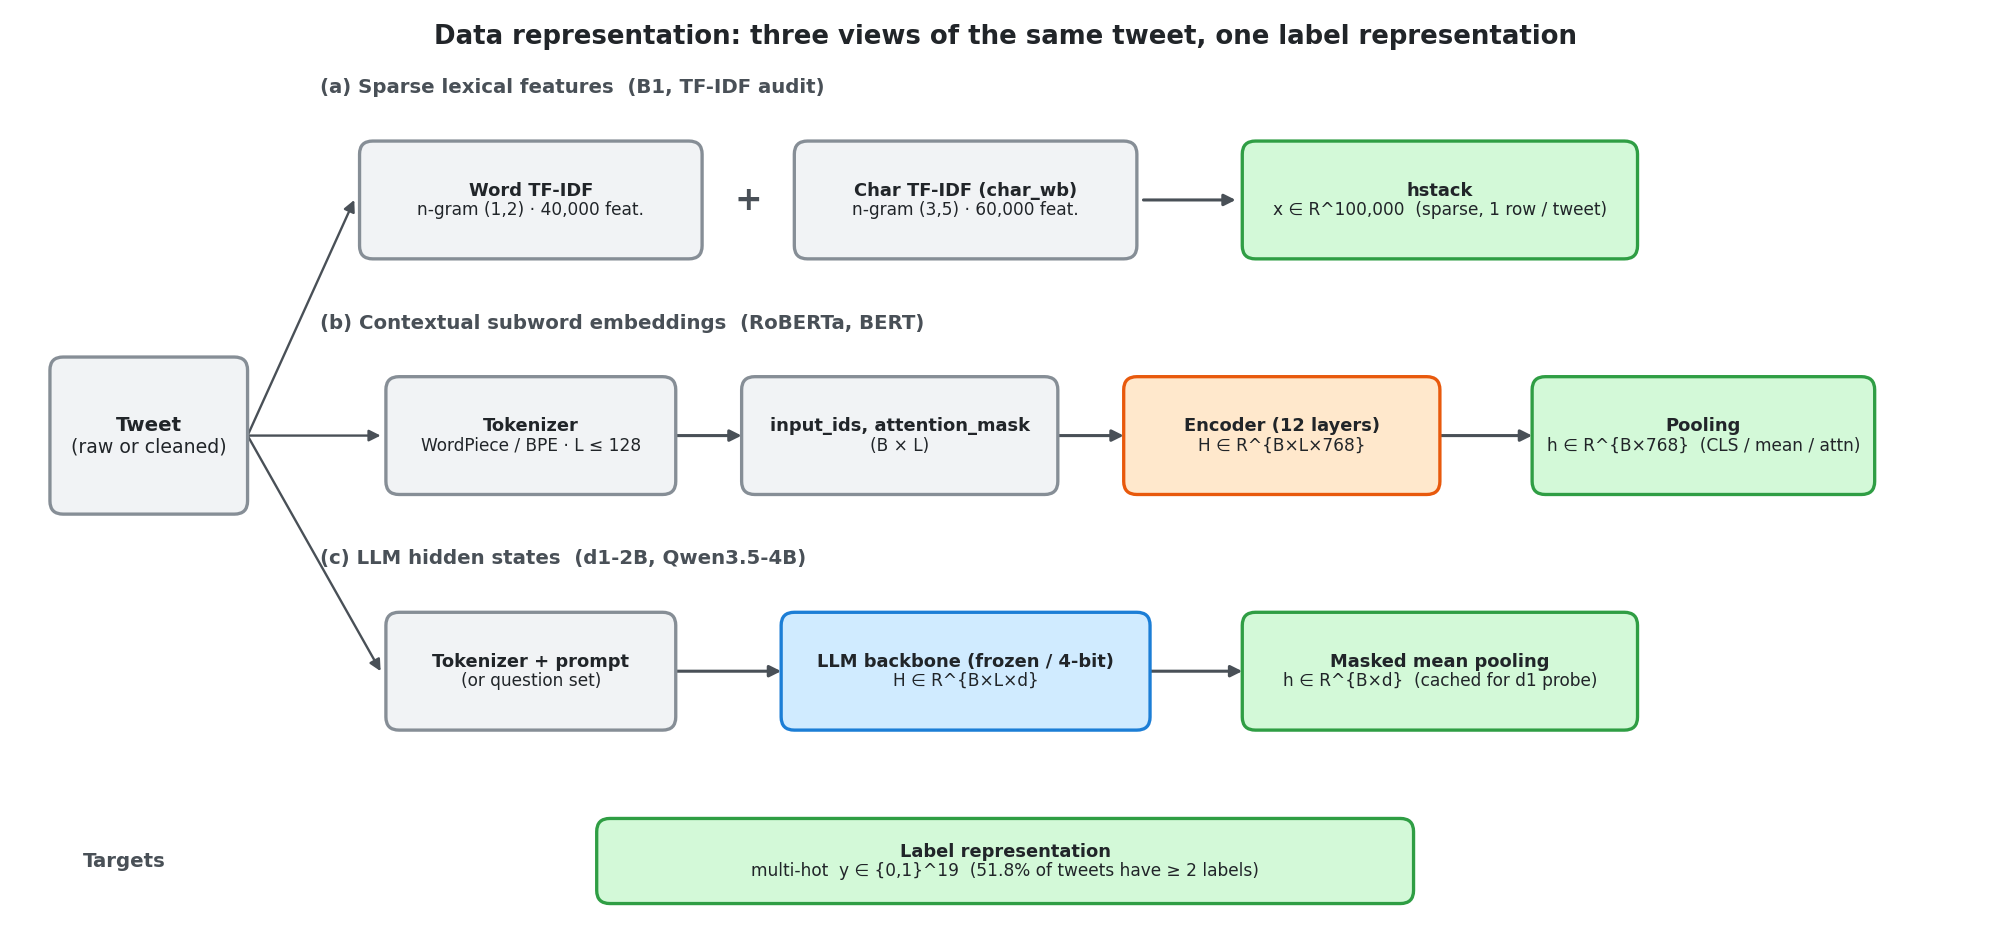 Data representation: three views of the same tweet, one label representation
(a) Sparse lexical features (B1, TF-IDF audit)
Word TF-IDF
n-gram (1,2) · 40,000 feat.
+
Char TF-IDF (char_wb)
n-gram (3,5) · 60,000 feat.
hstack
x ∈ R^100,000 (sparse, 1 row / tweet)
(b) Contextual subword embeddings (RoBERTa, BERT)
Tweet
(raw or cleaned)
Tokenizer
WordPiece / BPE · L ≤ 128
input_ids, attention_mask
(B × L)
Encoder (12 layers)
H ∈ R^{B×L×768}
Pooling
h ∈ R^{B×768} (CLS / mean / attn)
(c) LLM hidden states (d1-2B, Qwen3.5-4B)
Tokenizer + prompt
(or question set)
LLM backbone (frozen / 4-bit)
H ∈ R^{B×L×d}
Masked mean pooling
h ∈ R^{B×d} (cached for d1 probe)
Targets
Label representation
multi-hot y ∈ {0,1}^19 (51.8% of tweets have ≥ 2 labels)